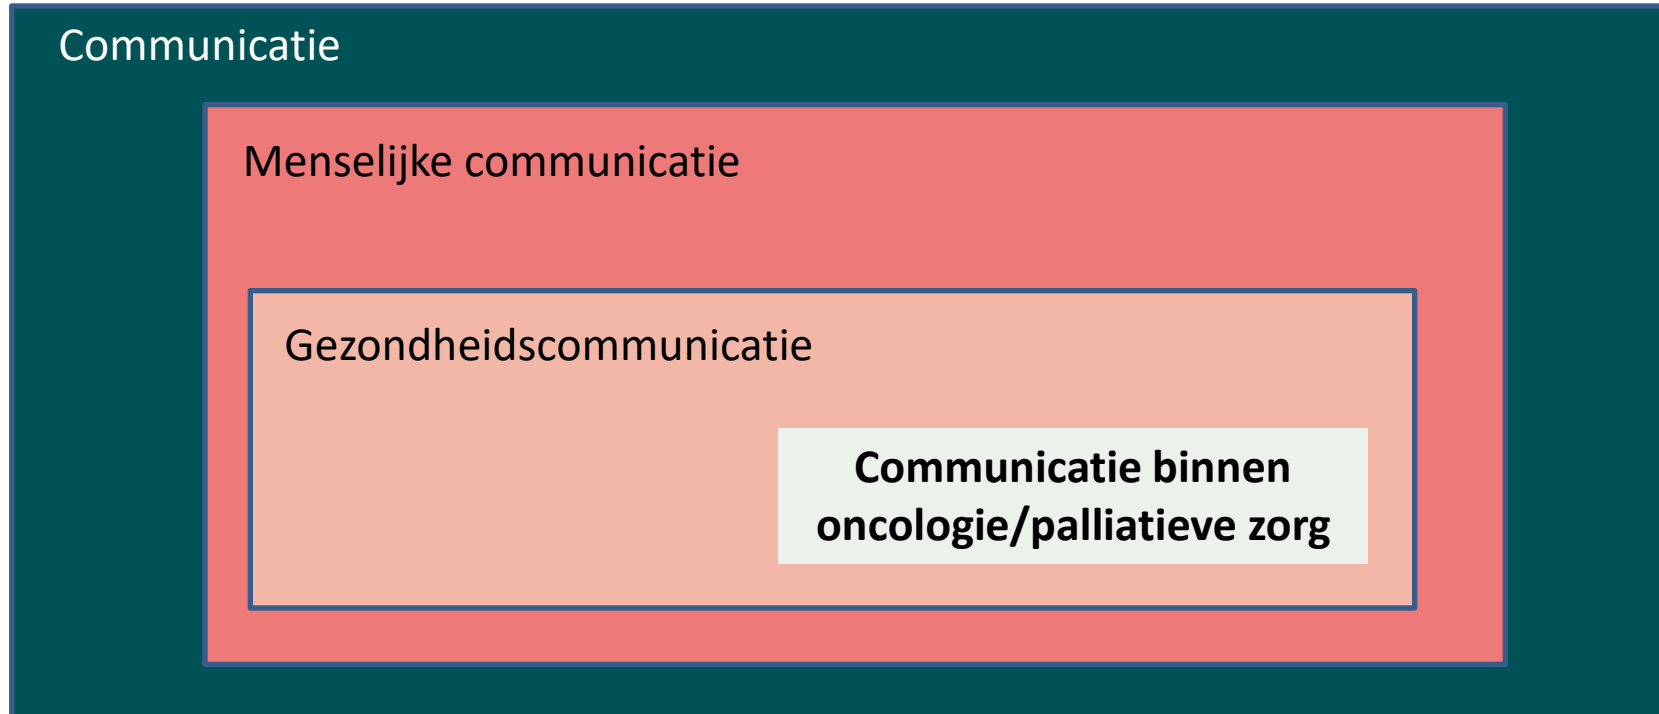 Communicatie
Menselijke communicatie
Gezondheidscommunicatie
Communicatie binnen
oncologie/palliatieve zorg